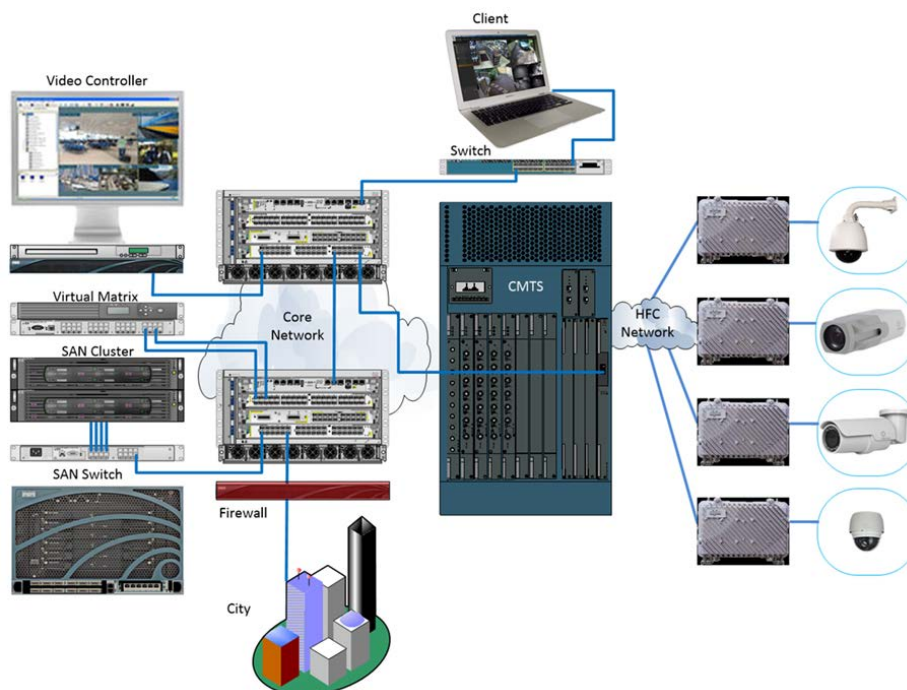 Client
Video Controller
Switch
Virtual Matrix
Core
Network
CMTS
HFC
Network
SAN Cluster
SAN Switch
Firewall
City